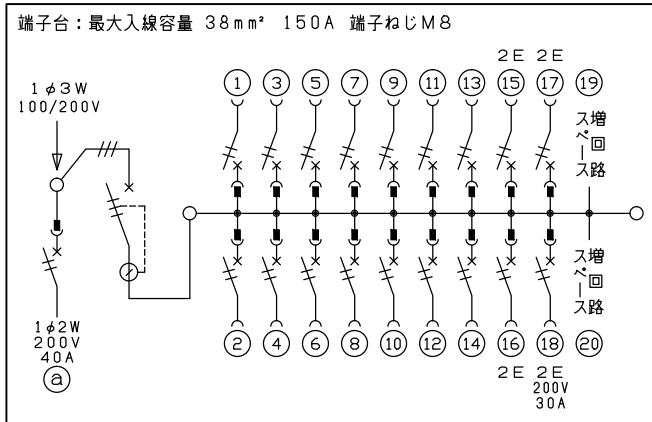 端子台：最大入線容量 38mm² 150A 端子ねじM8
1φ3W
100/200V
2E 2E
① ③ ⑤ ⑦ ⑨ ⑪ ⑬ ⑮ ⑰ ⑲
増回路
スペース
増回路
スペース
② ④ ⑥ ⑧ ⑩ ⑫ ⑭ ⑯ ⑱ ⑳
2E 2E
200V
30A
1φ2W
200V
40A
ⓐ